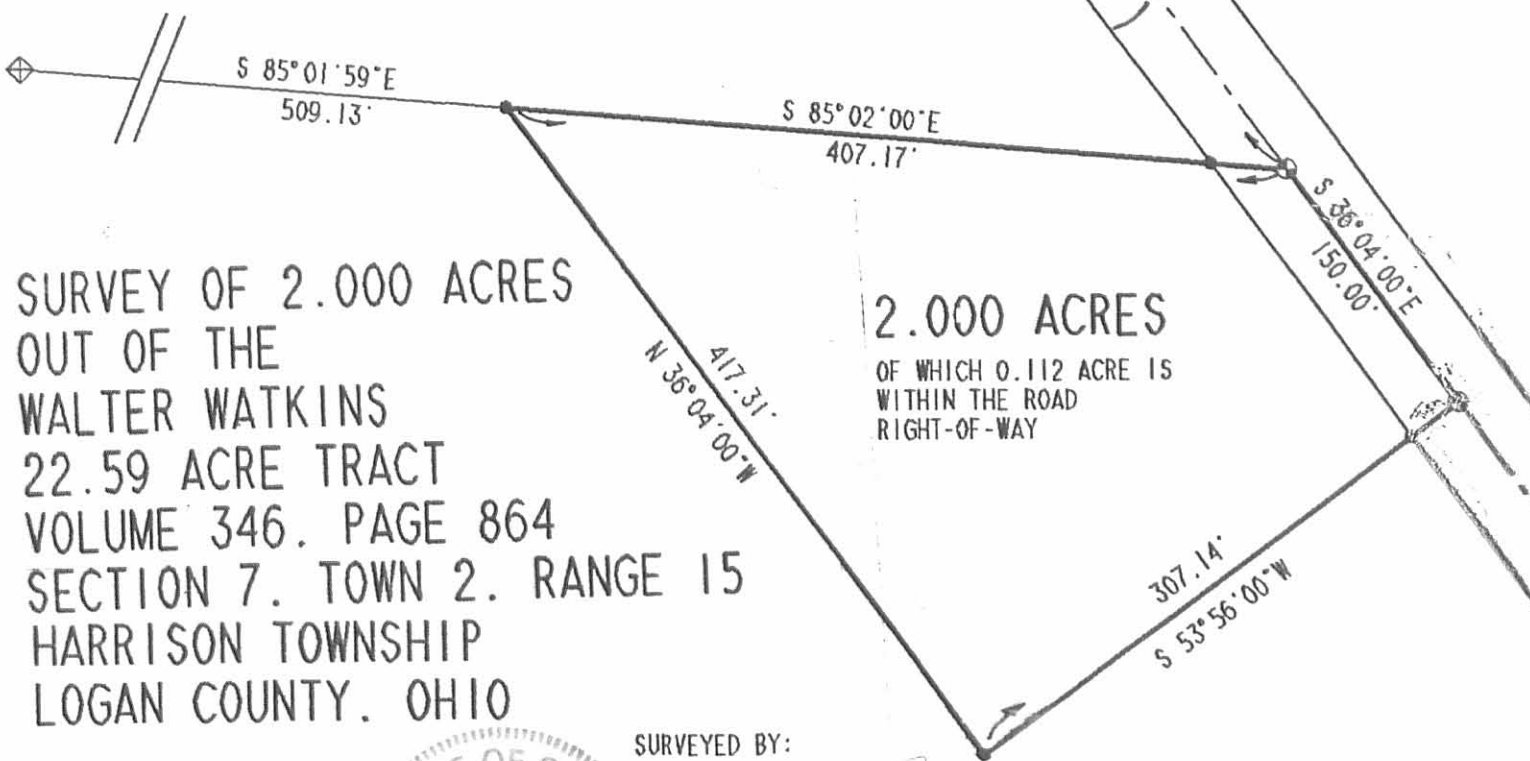 S 85°01'59"E
509.13'
S 85°02'00"E
407.17'
S 36°04'00"E
150.00'
SURVEY OF 2.000 ACRES
OUT OF THE
WALTER WATKINS
22.59 ACRE TRACT
VOLUME 346. PAGE 864
SECTION 7. TOWN 2. RANGE 15
HARRISON TOWNSHIP
LOGAN COUNTY. OHIO
417.31'
N 36°04'00"W
2.000 ACRES
OF WHICH 0.112 ACRE IS
WITHIN THE ROAD
RIGHT-OF-WAY
307.14'
S 53°56'00"W
SURVEYED BY:
OF